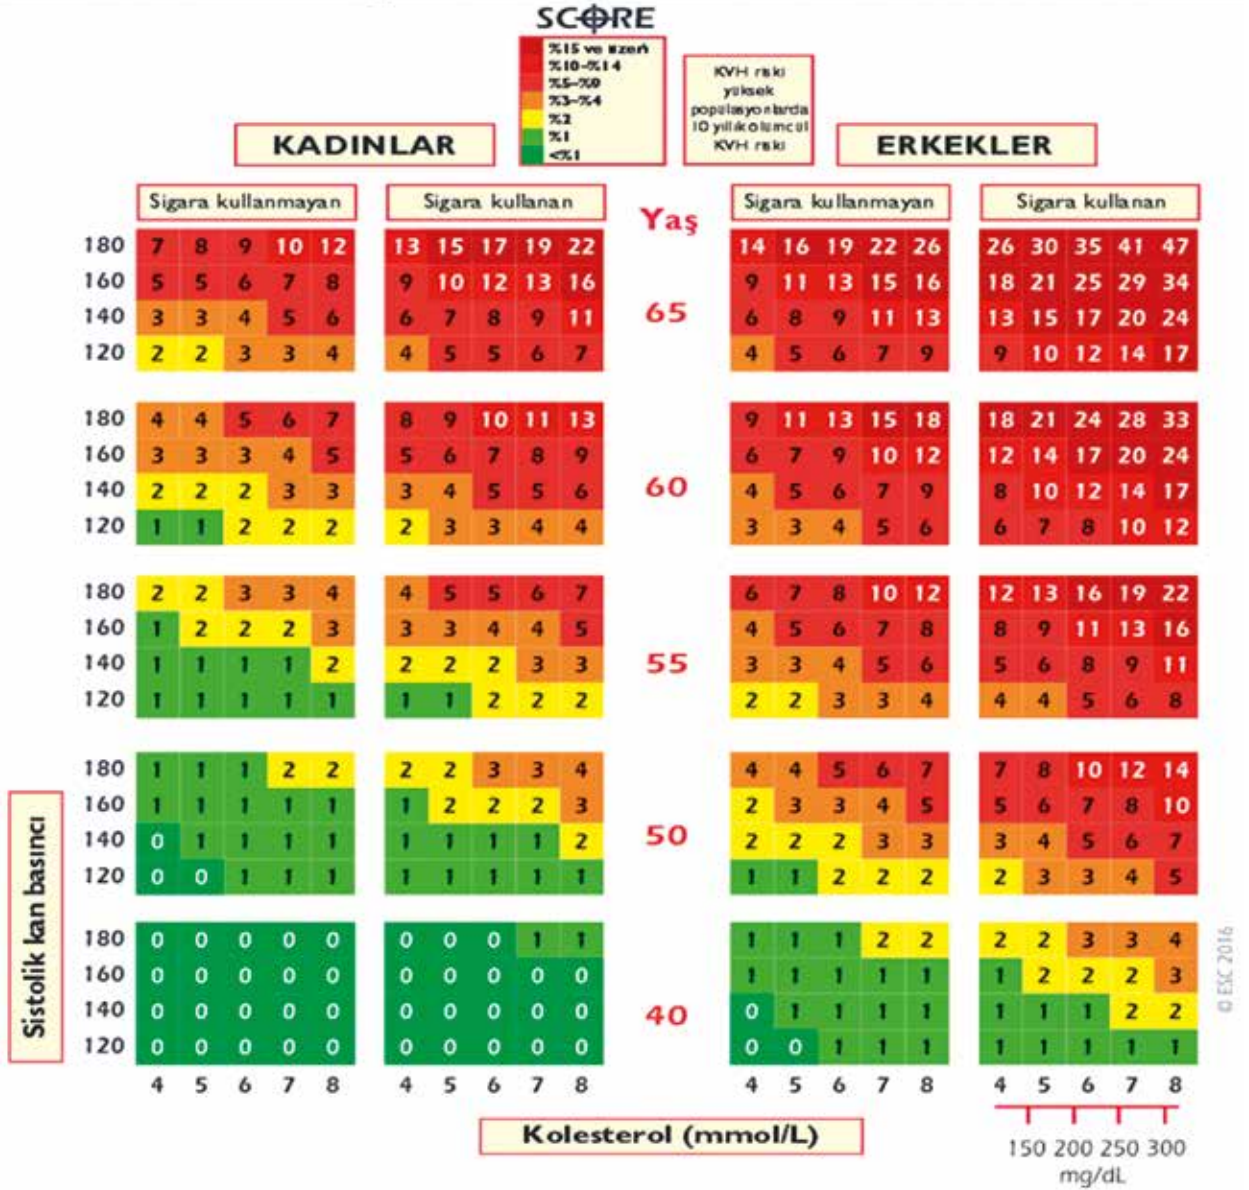 SCORE
%15 ve üzeri
%10-%14
%5-%9
%3-%4
%2
%1
<%1
KVH riski
yüksek
popülasyonlarda
10 yıllık ölümcül
KVH riski
KADINLAR
ERKEKLER
Sigara kullanmayan
Sigara kullanan
Yaş
Sigara kullanmayan
Sigara kullanan
180 7 8 9 10 12 13 15 17 19 22 14 16 19 22 26 26 30 35 41 47
160 5 5 6 7 8 9 10 12 13 16 9 11 13 15 16 18 21 25 29 34
140 3 3 4 5 6 6 7 8 9 11 65 6 8 9 11 13 13 15 17 20 24
120 2 2 3 3 4 4 5 5 6 7 4 5 6 7 9 9 10 12 14 17
180 4 4 5 6 7 8 9 10 11 13 9 11 13 15 18 18 21 24 28 33
160 3 3 3 4 5 5 6 7 8 9 6 7 9 10 12 12 14 17 20 24
140 2 2 2 3 3 3 4 5 5 6 60 4 5 6 7 9 8 10 12 14 17
120 1 1 2 2 2 2 3 3 4 4 3 3 4 5 6 6 7 8 10 12
180 2 2 3 3 4 4 5 5 6 7 6 7 8 10 12 12 13 16 19 22
160 1 2 2 2 3 3 3 4 4 5 4 5 6 7 8 8 9 11 13 16
140 1 1 1 1 2 2 2 2 3 3 55 3 3 4 5 6 5 6 8 9 11
120 1 1 1 1 1 1 1 2 2 2 2 2 3 3 4 4 4 5 6 8
180 1 1 1 2 2 2 2 3 3 4 4 4 5 6 7 7 8 10 12 14
160 1 1 1 1 1 1 2 2 2 3 2 3 3 4 5 5 6 7 8 10
140 0 1 1 1 1 1 1 1 1 2 50 2 2 2 3 3 3 4 5 6 7
120 0 0 1 1 1 1 1 1 1 1 1 1 2 2 2 2 3 3 4 5
180 0 0 0 0 0 0 0 0 1 1 1 1 1 2 2 2 2 3 3 4
160 0 0 0 0 0 0 0 0 0 0 1 1 1 1 1 1 2 2 2 3
140 0 0 0 0 0 0 0 0 0 0 40 0 1 1 1 1 1 1 1 2 2
120 0 0 0 0 0 0 0 0 0 0 0 0 1 1 1 1 1 1 1 1
4 5 6 7 8 4 5 6 7 8 4 5 6 7 8 4 5 6 7 8
Sistolik kan basıncı
Kolesterol (mmol/L)
150 200 250 300
mg/dL
© ESC 2016